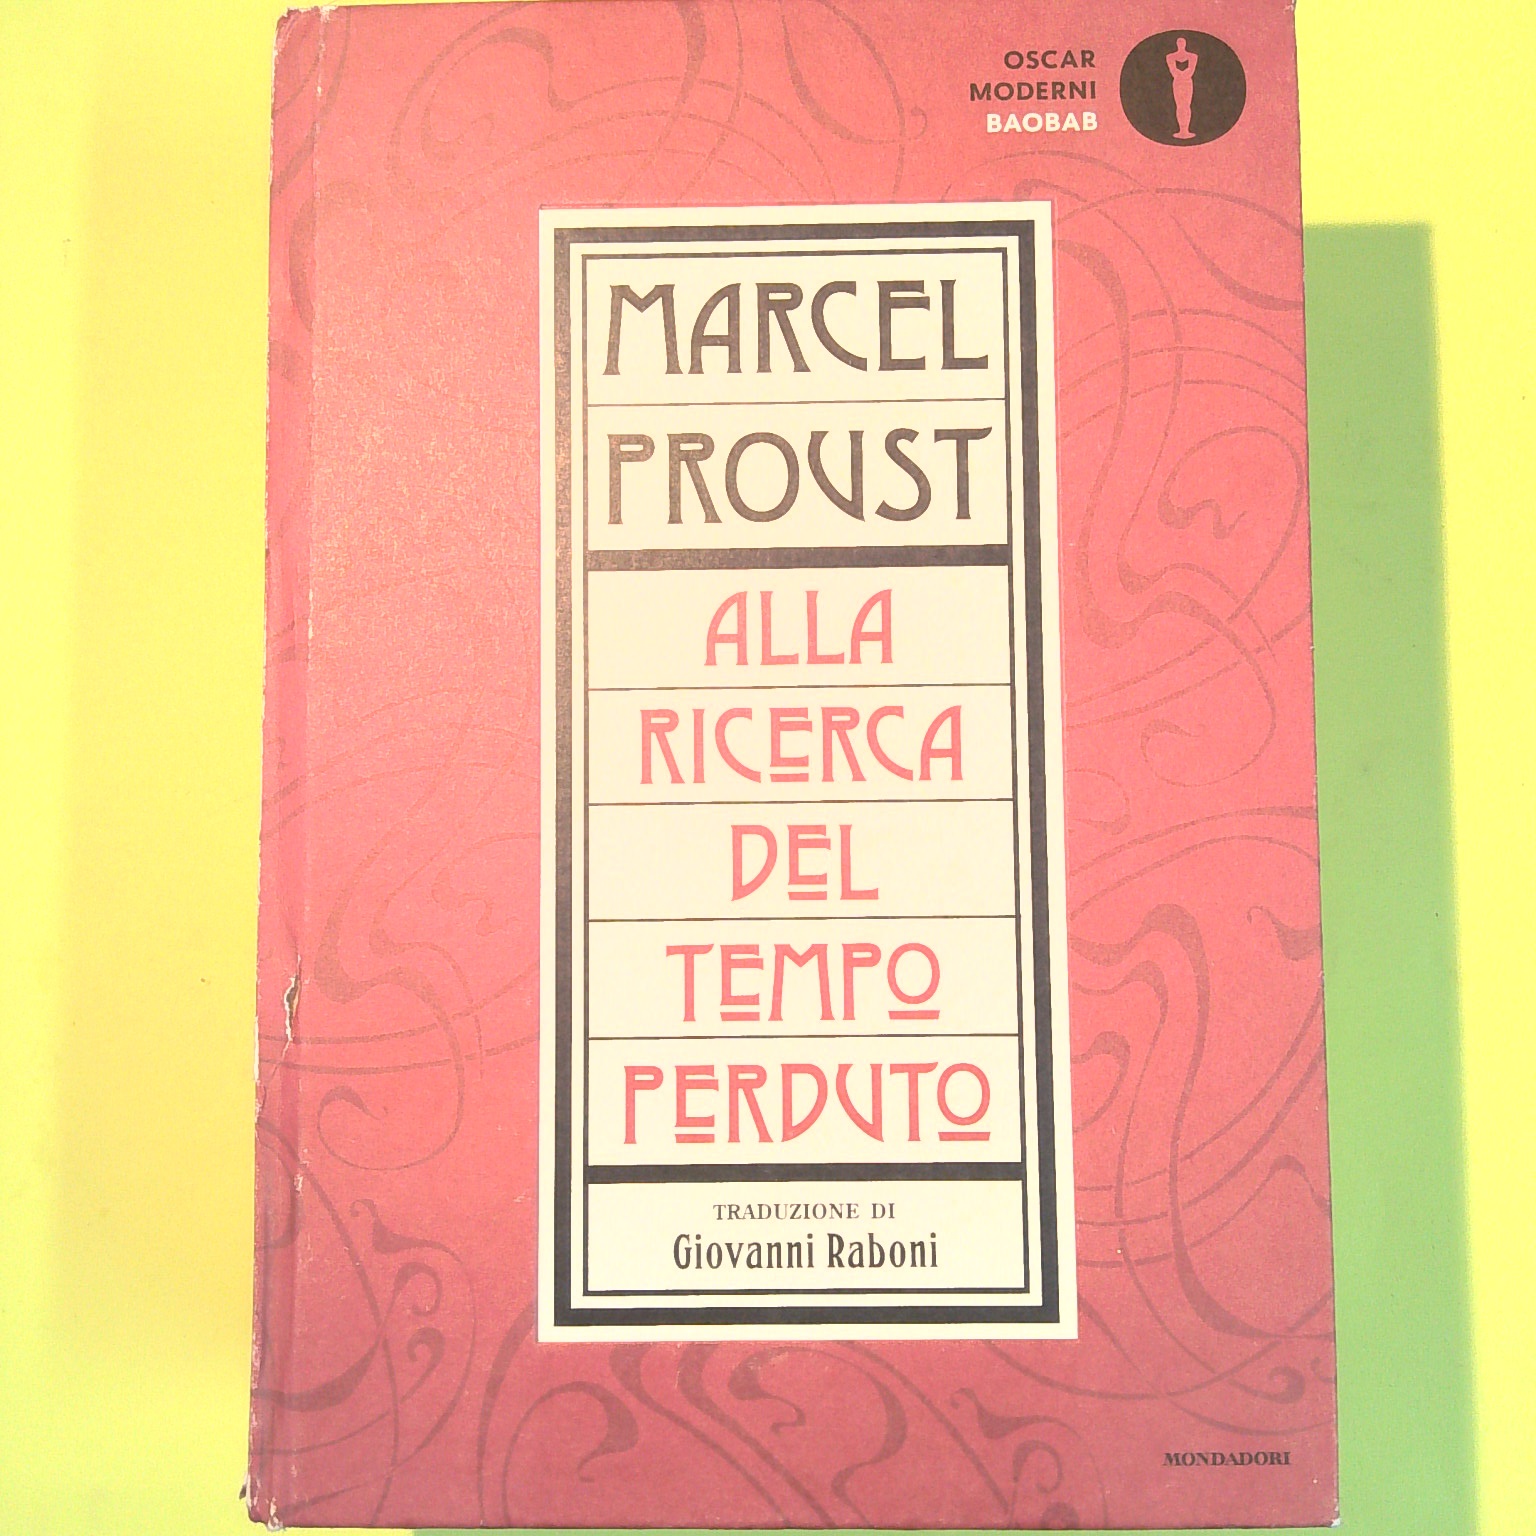 OSCAR
MODERNI
BAOBAB
MARCEL
PROUST
ALLA
RICERCA
DEL
TEMPO
PERDUTO
TRADUZIONE DI
Giovanni Raboni
MONDADORI